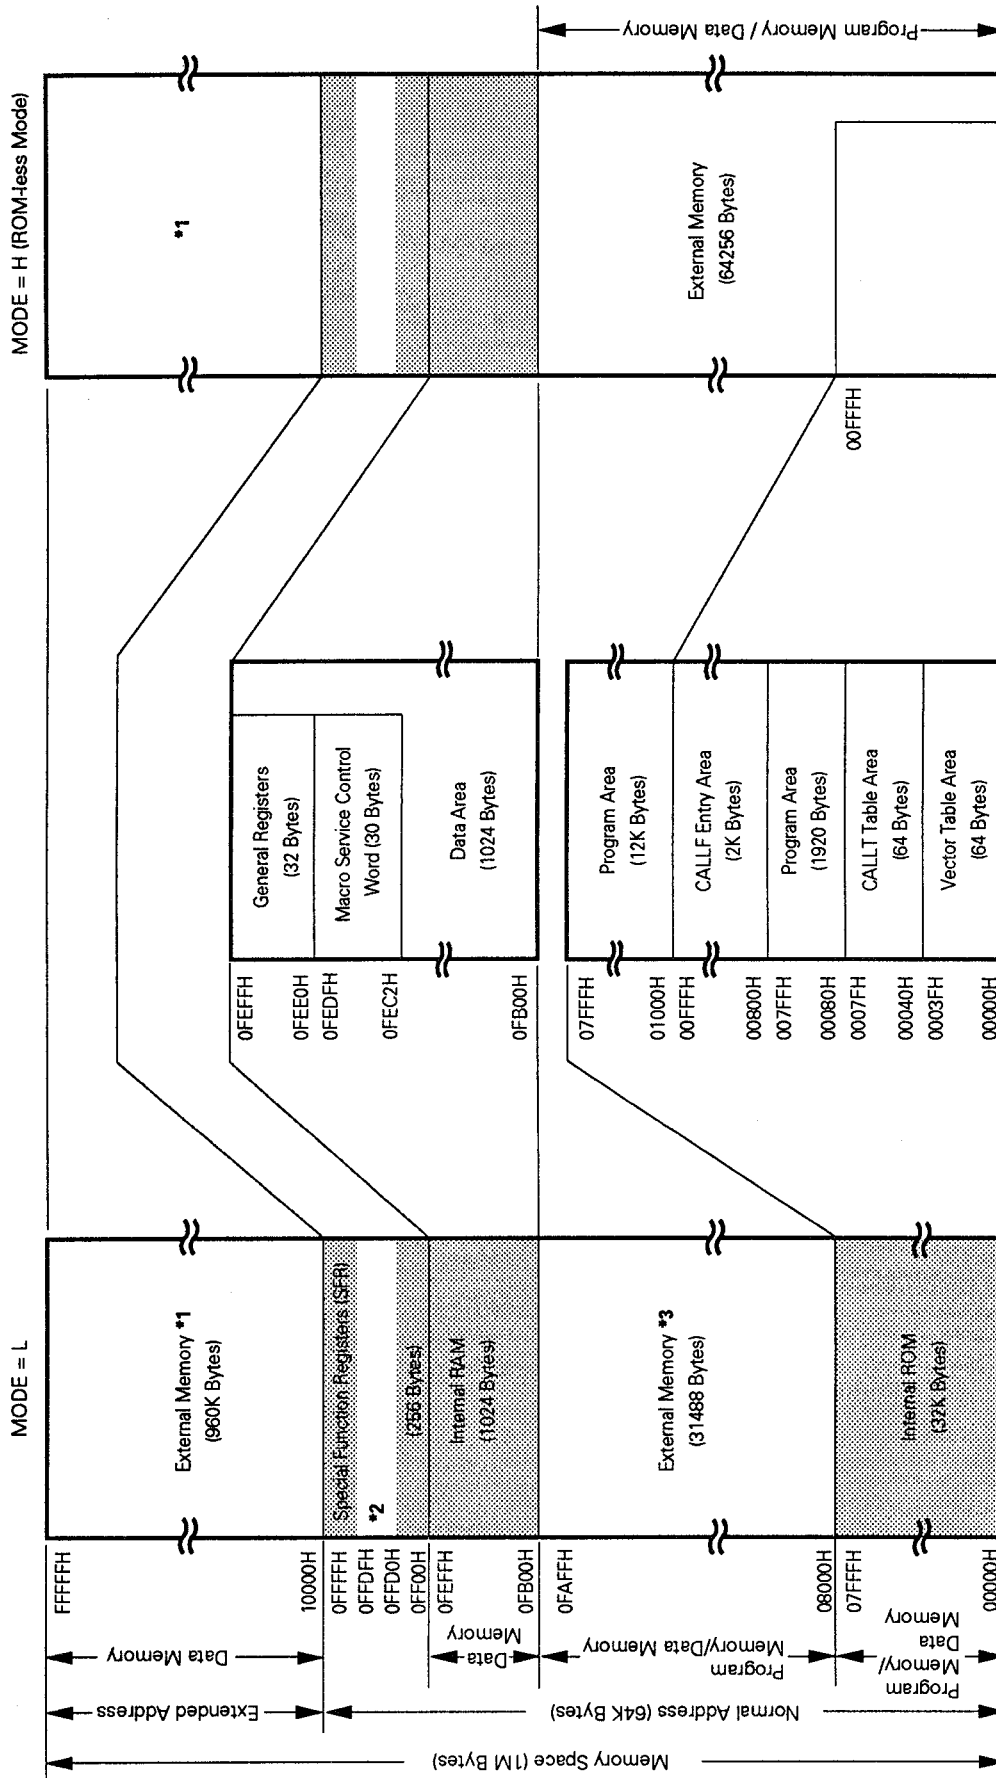 MODE = L
MODE = H (ROM-less Mode)
Memory Space (1M Bytes)
Extended Address
Normal Address (64K Bytes)
Data Memory
Data
Memory
Program
Memory/Data Memory
Program
Memory/
Data
Memory
FFFFFH
10000H
0FFFFH
0FFDFH
0FFD0H
0FF00H
0FEFFH
0FB00H
0FAFFH
08000H
07FFFH
00000H
External Memory *1
(960K Bytes)
Special Function Registers (SFR)
*2
(256 Bytes)
Internal RAM
(1024 Bytes)
External Memory *3
(31488 Bytes)
Internal ROM
(32K Bytes)
0FEFFH
0FEE0H
0FEDFH
0FEC2H
0FB00H
General Registers
(32 Bytes)
Macro Service Control
Word (30 Bytes)
Data Area
(1024 Bytes)
07FFFH
01000H
00FFFH
00800H
007FFH
00080H
0007FH
00040H
0003FH
00000H
Program Area
(12K Bytes)
CALLF Entry Area
(2K Bytes)
Program Area
(1920 Bytes)
CALLT Table Area
(64 Bytes)
Vector Table Area
(64 Bytes)
*1
External Memory
(64256 Bytes)
00FFFH
Program Memory / Data Memory